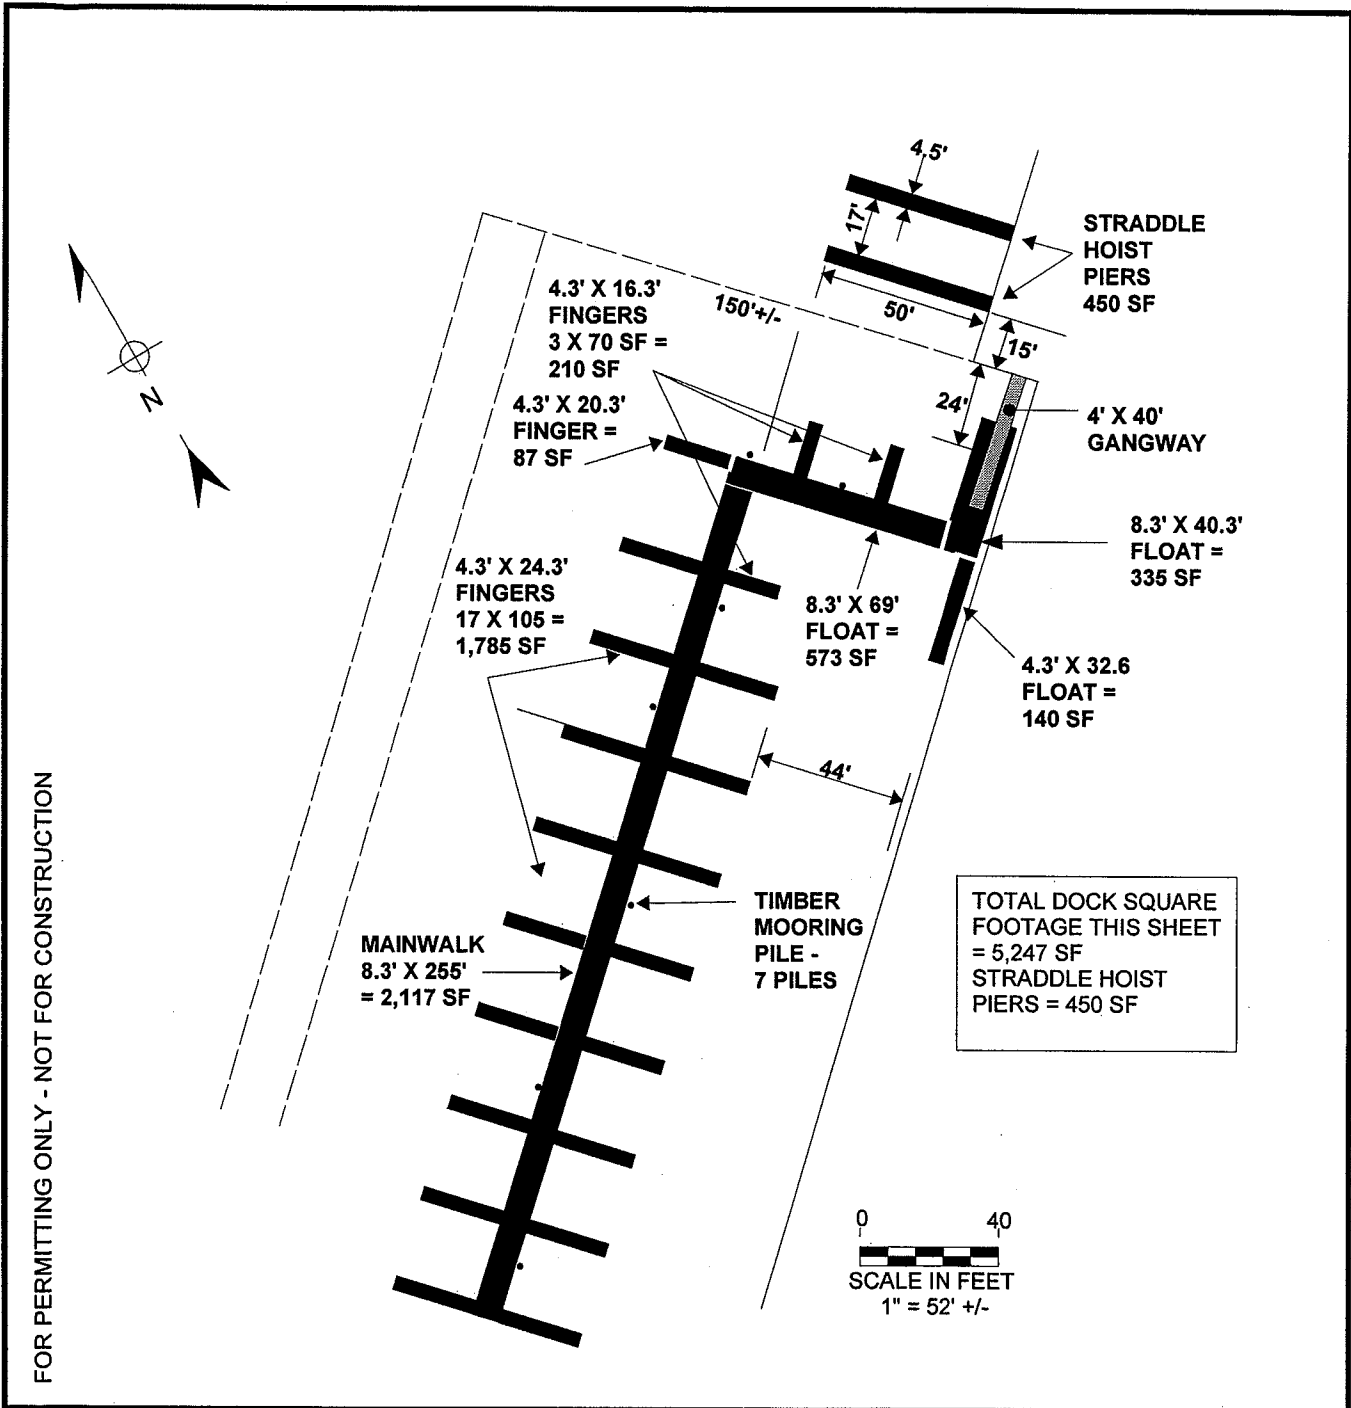 4.5'
17'
STRADDLE
HOIST
PIERS
450 SF
150'+/-
50'
15'
4.3' X 16.3'
FINGERS
3 X 70 SF =
210 SF
24'
4' X 40'
GANGWAY
4.3' X 20.3'
FINGER =
87 SF
N
8.3' X 40.3'
FLOAT =
335 SF
4.3' X 24.3'
FINGERS
17 X 105 =
1,785 SF
8.3' X 69'
FLOAT =
573 SF
4.3' X 32.6
FLOAT =
140 SF
44'
TIMBER
MOORING
PILE -
7 PILES
MAINWALK
8.3' X 255'
= 2,117 SF
TOTAL DOCK SQUARE
FOOTAGE THIS SHEET
= 5,247 SF
STRADDLE HOIST
PIERS = 450 SF
0 40
SCALE IN FEET
1" = 52' +/-
FOR PERMITTING ONLY - NOT FOR CONSTRUCTION